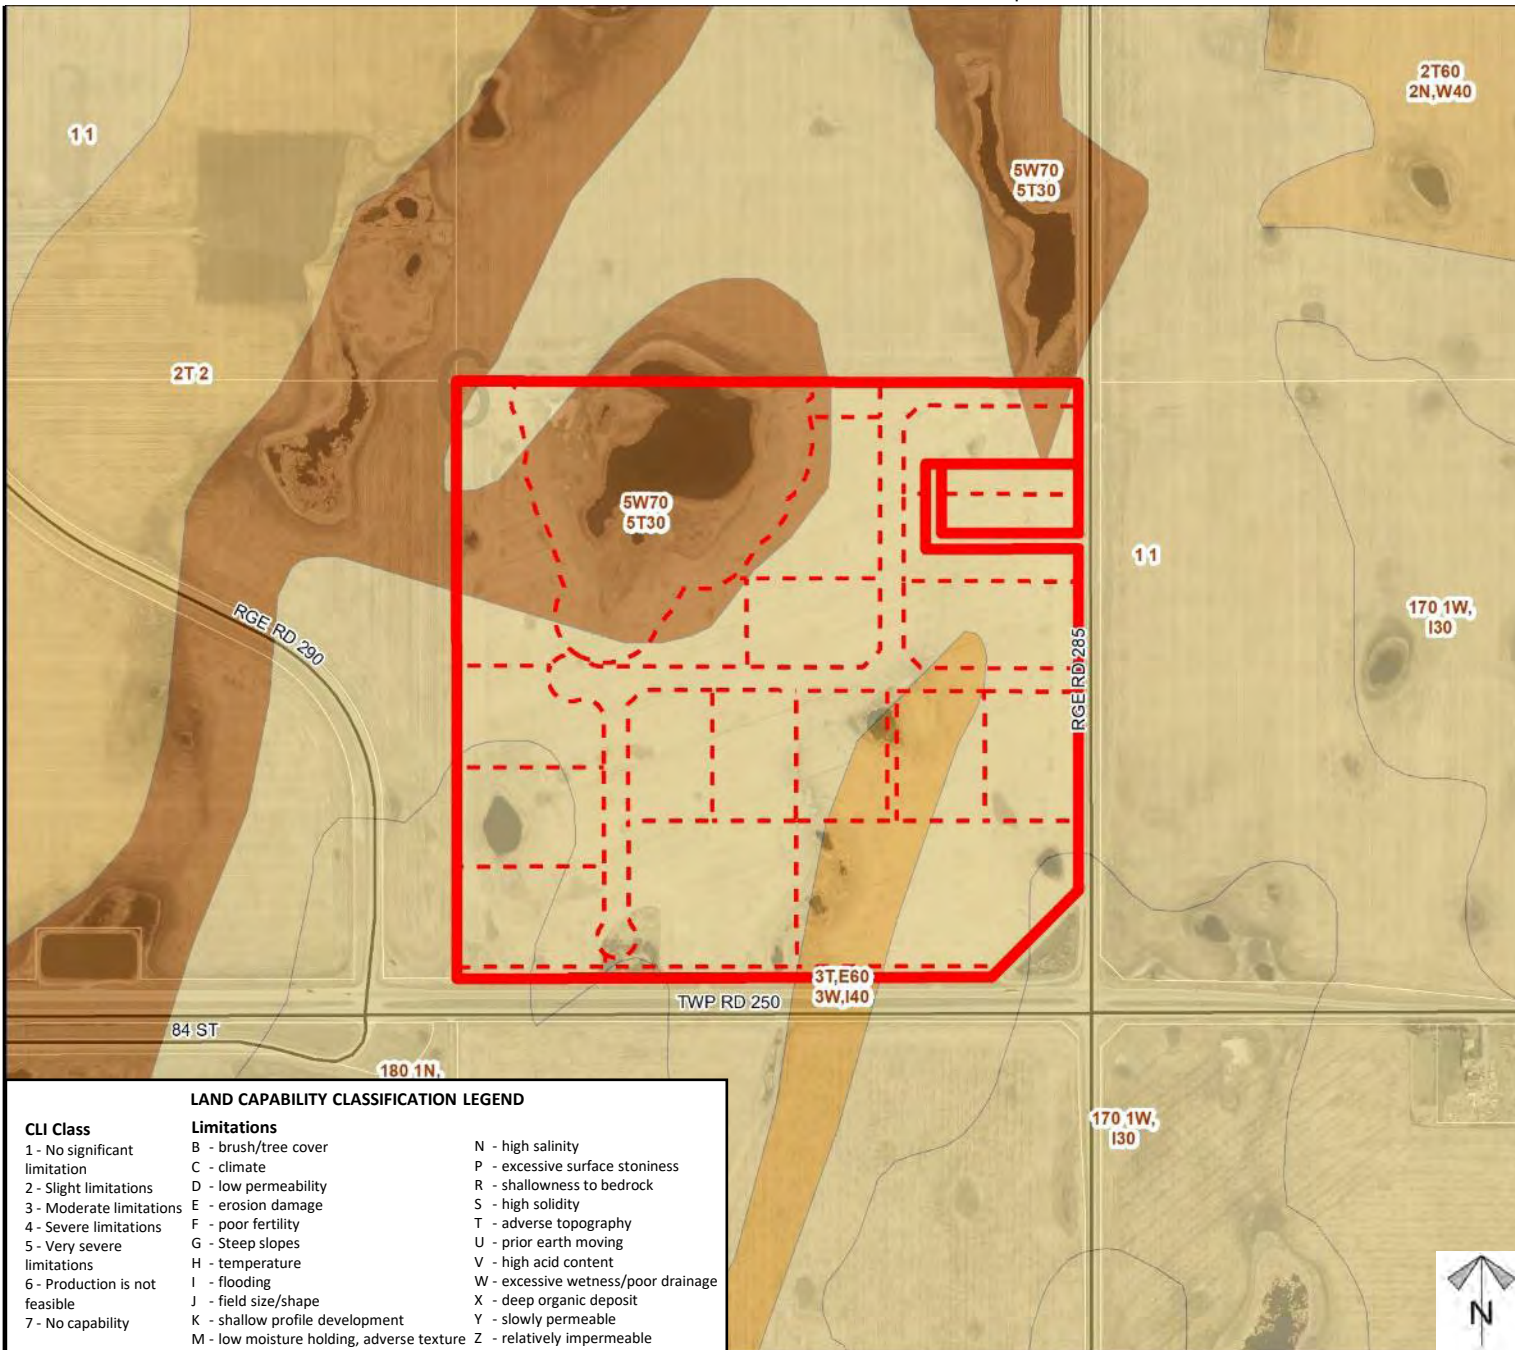 2T60
2N,W40
1 1
5W70
5T30
2T 2
6
5W70
5T30
1 1
RGE RD 290
170 1W,
I30
RGE RD 285
3T,E60
3W,I40
TWP RD 250
84 ST
180 1N,
170 1W,
I30
LAND CAPABILITY CLASSIFICATION LEGEND
CLI Class
1 - No significant
limitation
2 - Slight limitations
3 - Moderate limitations
4 - Severe limitations
5 - Very severe
limitations
6 - Production is not
feasible
7 - No capability
Limitations
B - brush/tree cover
C - climate
D - low permeability
E - erosion damage
F - poor fertility
G - Steep slopes
H - temperature
I - flooding
J - field size/shape
K - shallow profile development
M - low moisture holding, adverse texture
N - high salinity
P - excessive surface stoniness
R - shallowness to bedrock
S - high solidity
T - adverse topography
U - prior earth moving
V - high acid content
W - excessive wetness/poor drainage
X - deep organic deposit
Y - slowly permeable
Z - relatively impermeable
N